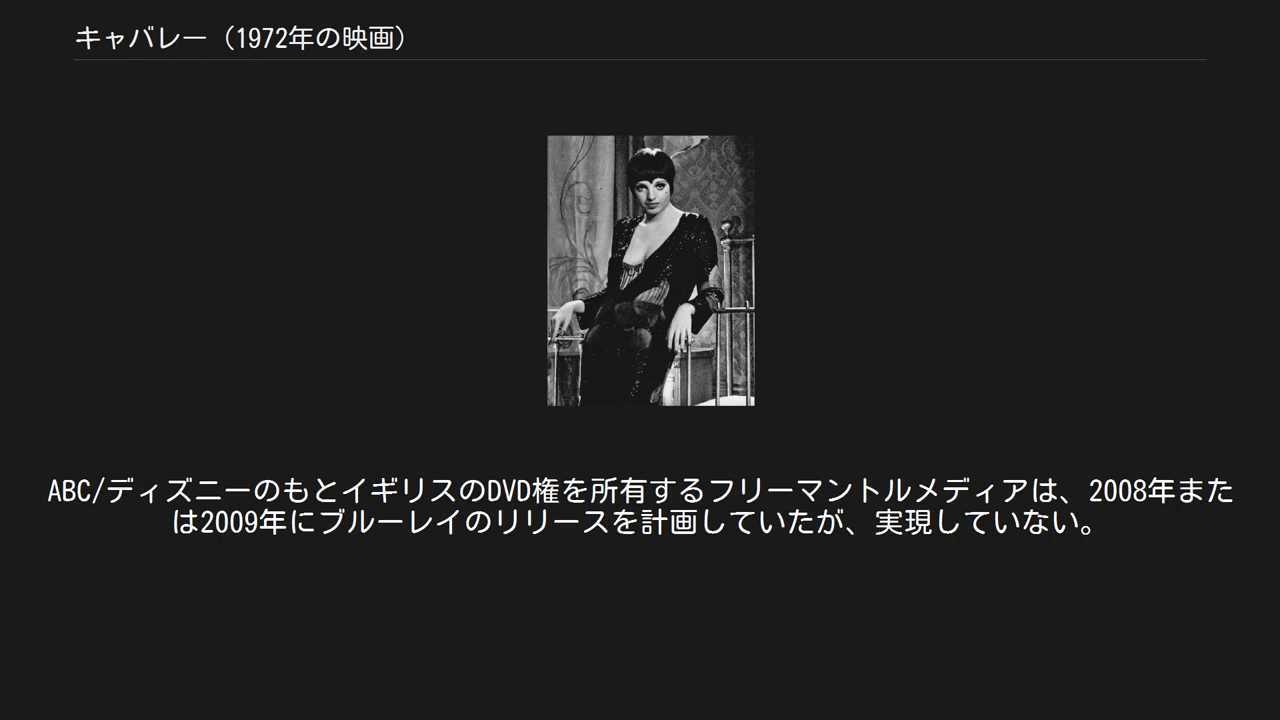 キャバレー（1972年の映画）
ABC/ディズニーのもとイギリスのDVD権を所有するフリーマントルメディアは、2008年また
は2009年にブルーレイのリリースを計画していたが、実現していない。